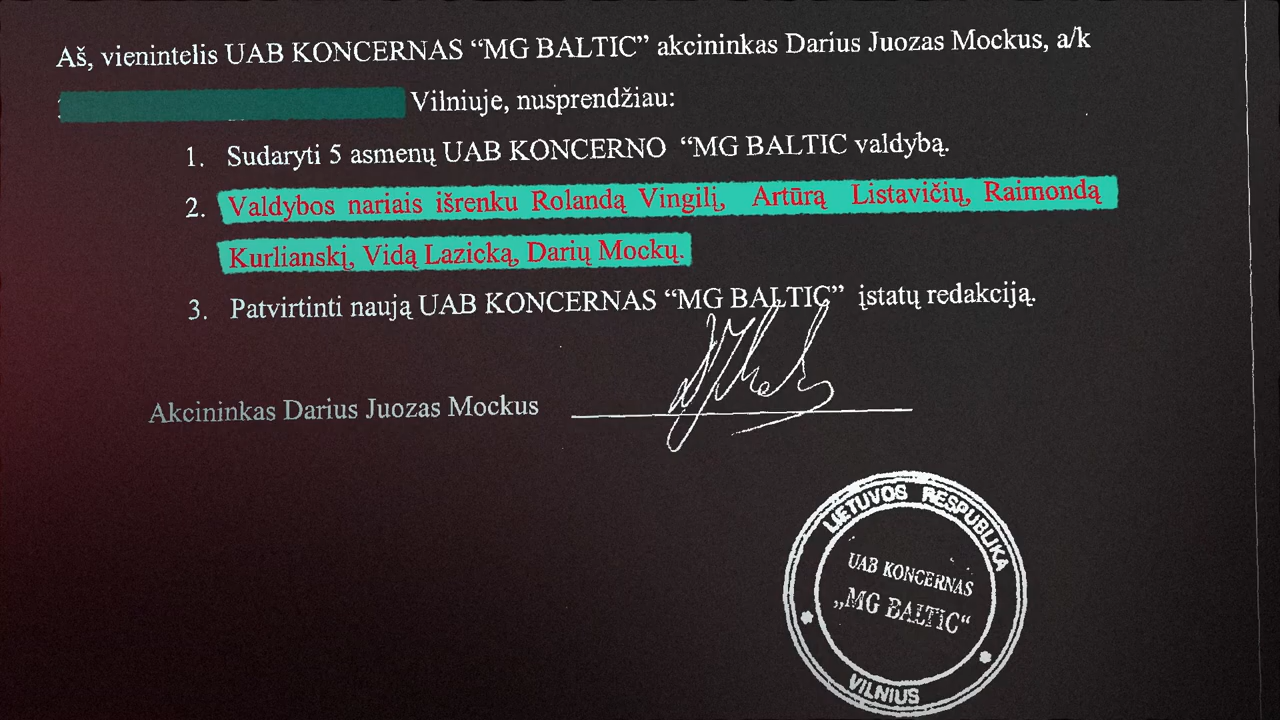 Aš, vienintelis UAB KONCERNAS “MG BALTIC” akcininkas Darius Juozas Mockus, a/k
Vilniuje, nusprendžiau:
1. Sudaryti 5 asmenų UAB KONCERNO “MG BALTIC valdybą.
2. Valdybos nariais išrenku Rolandą Vingilį, Artūrą Listavičių, Raimondą
Kurlianskį, Vidą Lazicką, Darių Mockų.
3. Patvirtinti naują UAB KONCERNAS “MG BALTIC” įstatų redakciją.
Akcininkas Darius Juozas Mockus
LIETUVOS RESPUBLIKA
UAB KONCERNAS
„MG BALTIC“
VILNIUS